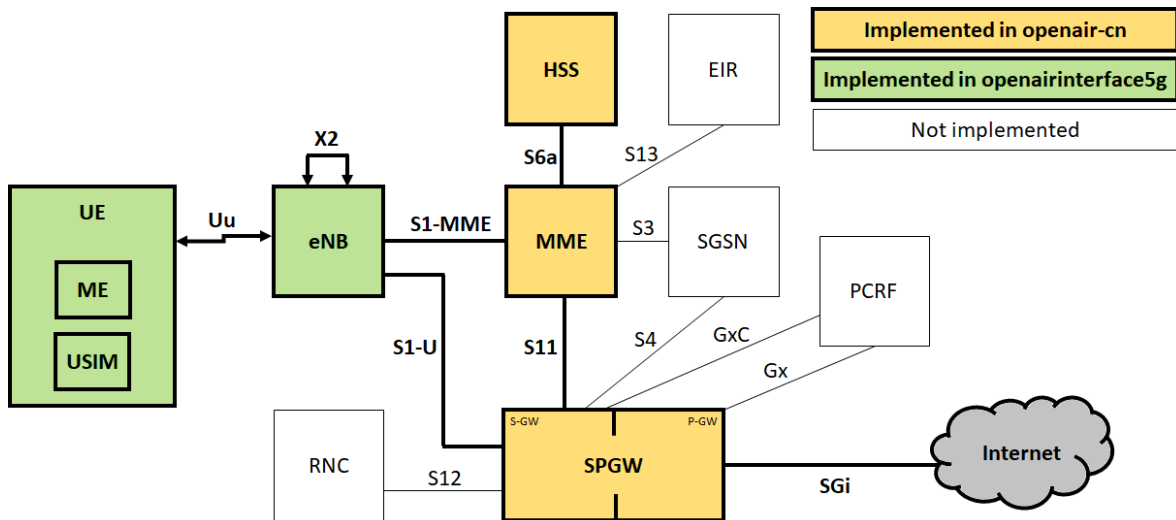 Implemented in openair-cn
HSS
EIR
Implemented in openairinterface5g
Not implemented
X2
S6a
S13
UE
Uu
eNB
S1-MME
MME
S3
SGSN
ME
PCRF
USIM
S1-U
S11
S4
GxC
Gx
S-GW
P-GW
RNC
S12
SPGW
SGi
Internet